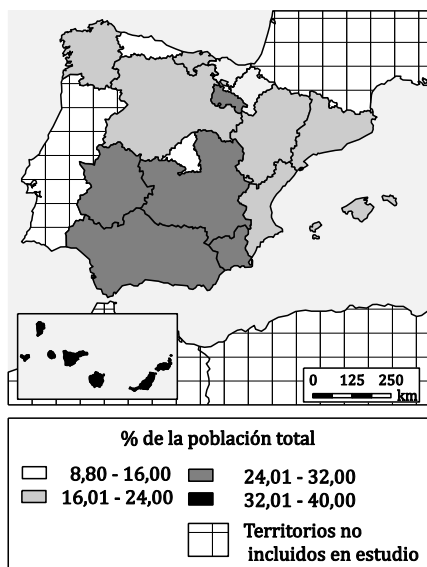 0 125 250
km
% de la población total
8,80 - 16,00
16,01 - 24,00
24,01 - 32,00
32,01 - 40,00
Territorios no
incluidos en estudio